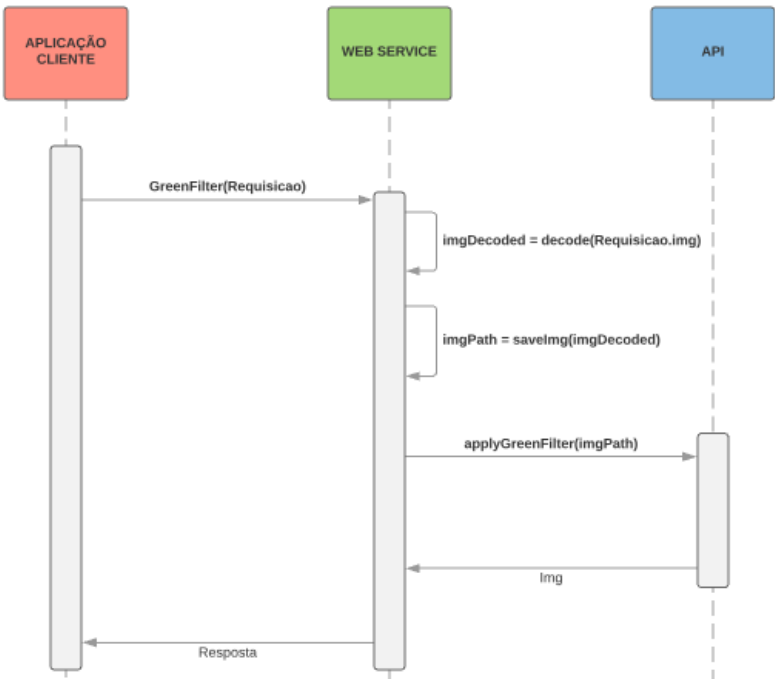 APLICAÇÃO
CLIENTE
WEB SERVICE
API
GreenFilter(Requisicao)
imgDecoded = decode(Requisicao.img)
imgPath = saveImg(imgDecoded)
applyGreenFilter(imgPath)
Img
Resposta